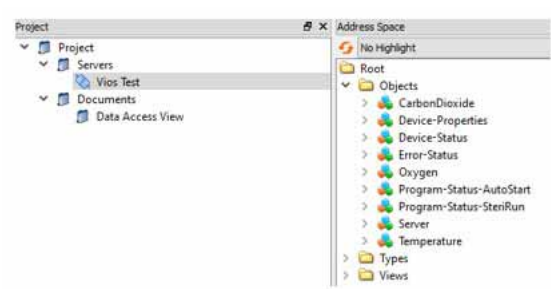 Project
Project
Servers
Vios Test
Documents
Data Access View
Address Space
No Highlight
Root
Objects
CarbonDioxide
Device-Properties
Device-Status
Error-Status
Oxygen
Program-Status-AutoStart
Program-Status-SteriRun
Server
Temperature
Types
Views